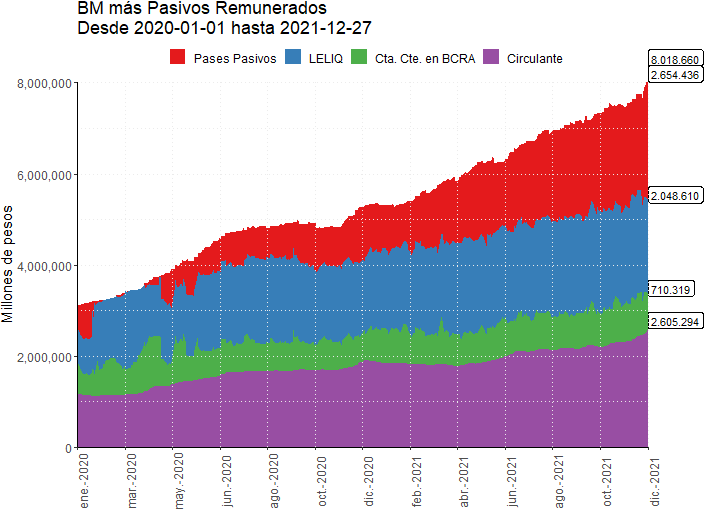 BM más Pasivos Remunerados
Desde 2020-01-01 hasta 2021-12-27
Pases Pasivos LELIQ Cta. Cte. en BCRA Circulante
Millones de pesos
8,000,000
6,000,000
4,000,000
2,000,000
0
8.018.660
2.654.436
2.048.610
710.319
2.605.294
ene.-2020
mar.-2020
may.-2020
jun.-2020
ago.-2020
oct.-2020
dic.-2020
feb.-2021
abr.-2021
jun.-2021
ago.-2021
oct.-2021
dic.-2021